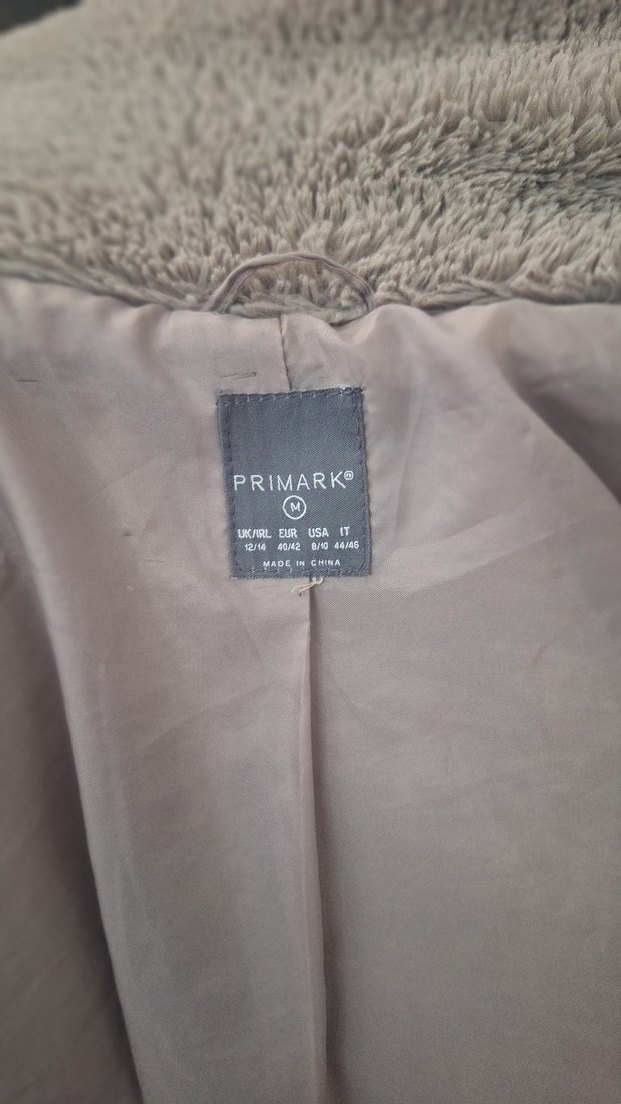 PRIMARK®
M
UK/IRL EUR USA IT
12/14 40/42 8/10 44/46
MADE IN CHINA